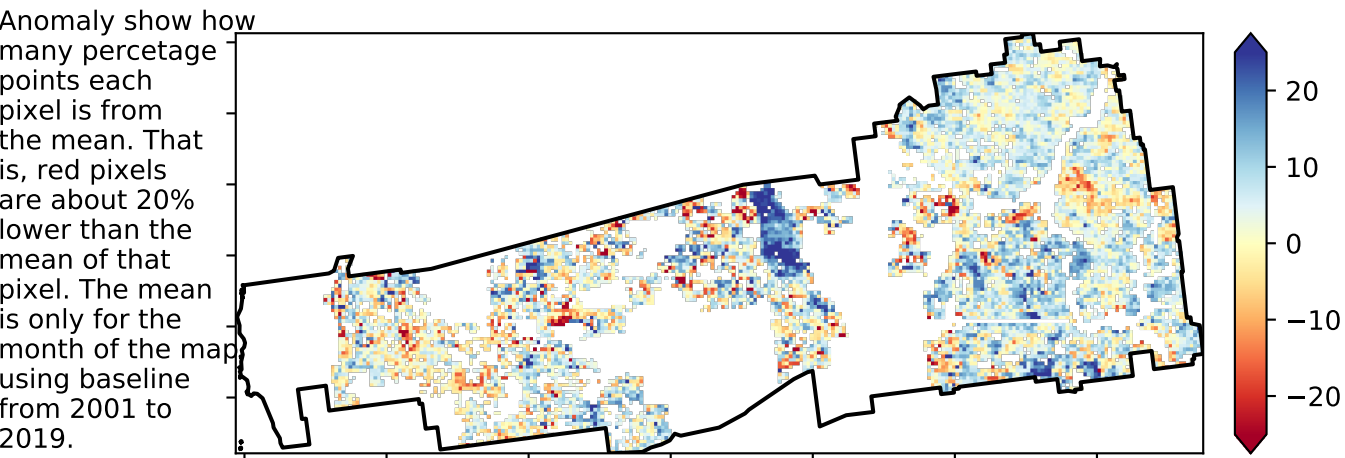 Anomaly show how
many percetage
points each
pixel is from
the mean. That
is, red pixels
are about 20%
lower than the
mean of that
pixel. The mean
is only for the
month of the map
using baseline
from 2001 to
2019.
20
10
0
−10
−20